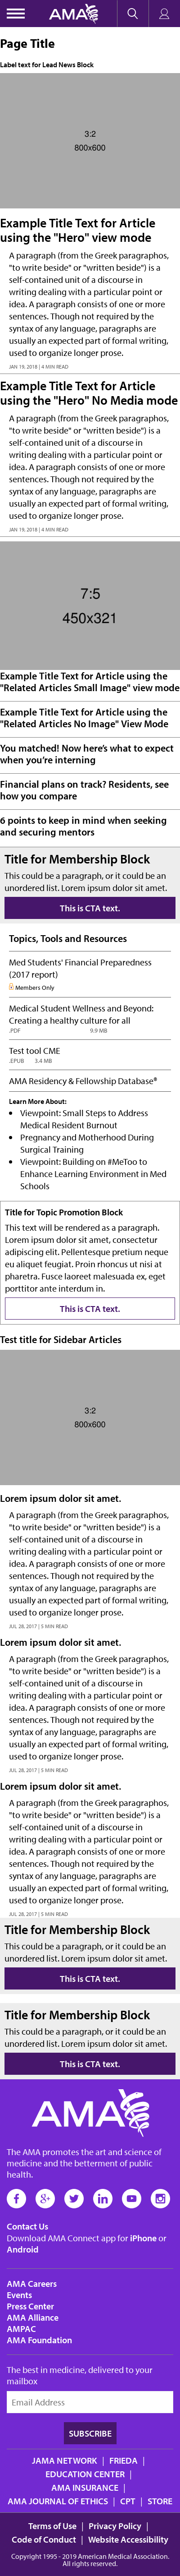 AMA
Page Title
Label text for Lead News Block
3:2
800x600
Example Title Text for Article
using the "Hero" view mode
A paragraph (from the Greek paragraphos,
"to write beside" or "written beside") is a
self-contained unit of a discourse in
writing dealing with a particular point or
idea. A paragraph consists of one or more
sentences. Though not required by the
syntax of any language, paragraphs are
usually an expected part of formal writing,
used to organize longer prose.
JAN 19, 2018 | 4 MIN READ
Example Title Text for Article
using the "Hero" No Media mode
A paragraph (from the Greek paragraphos,
"to write beside" or "written beside") is a
self-contained unit of a discourse in
writing dealing with a particular point or
idea. A paragraph consists of one or more
sentences. Though not required by the
syntax of any language, paragraphs are
usually an expected part of formal writing,
used to organize longer prose.
JAN 19, 2018 | 4 MIN READ
7:5
450x321
Example Title Text for Article using the
"Related Articles Small Image" view mode
Example Title Text for Article using the
"Related Articles No Image" View Mode
You matched! Now here's what to expect
when you're interning
Financial plans on track? Residents, see
how you compare
6 points to keep in mind when seeking
and securing mentors
Title for Membership Block
This could be a paragraph, or it could be an
unordered list. Lorem ipsum dolor sit amet.
This is CTA text.
Topics, Tools and Resources
Med Students' Financial Preparedness
(2017 report)
Members Only
Medical Student Wellness and Beyond:
Creating a healthy culture for all
.PDF 9.9 MB
Test tool CME
.EPUB 3.4 MB
AMA Residency & Fellowship Database®
Learn More About:
• Viewpoint: Small Steps to Address
Medical Resident Burnout
• Pregnancy and Motherhood During
Surgical Training
• Viewpoint: Building on #MeToo to
Enhance Learning Environment in Med
Schools
Title for Topic Promotion Block
This text will be rendered as a paragraph.
Lorem ipsum dolor sit amet, consectetur
adipiscing elit. Pellentesque pretium neque
eu aliquet feugiat. Proin rhoncus ut nisi at
pharetra. Fusce laoreet malesuada ex, eget
porttitor ante interdum in.
This is CTA text.
Test title for Sidebar Articles
3:2
800x600
Lorem ipsum dolor sit amet.
A paragraph (from the Greek paragraphos,
"to write beside" or "written beside") is a
self-contained unit of a discourse in
writing dealing with a particular point or
idea. A paragraph consists of one or more
sentences. Though not required by the
syntax of any language, paragraphs are
usually an expected part of formal writing,
used to organize longer prose.
JUL 28, 2017 | 5 MIN READ
Lorem ipsum dolor sit amet.
A paragraph (from the Greek paragraphos,
"to write beside" or "written beside") is a
self-contained unit of a discourse in
writing dealing with a particular point or
idea. A paragraph consists of one or more
sentences. Though not required by the
syntax of any language, paragraphs are
usually an expected part of formal writing,
used to organize longer prose.
JUL 28, 2017 | 5 MIN READ
Lorem ipsum dolor sit amet.
A paragraph (from the Greek paragraphos,
"to write beside" or "written beside") is a
self-contained unit of a discourse in
writing dealing with a particular point or
idea. A paragraph consists of one or more
sentences. Though not required by the
syntax of any language, paragraphs are
usually an expected part of formal writing,
used to organize longer prose.
JUL 28, 2017 | 5 MIN READ
Title for Membership Block
This could be a paragraph, or it could be an
unordered list. Lorem ipsum dolor sit amet.
This is CTA text.
Title for Membership Block
This could be a paragraph, or it could be an
unordered list. Lorem ipsum dolor sit amet.
This is CTA text.
AMA
The AMA promotes the art and science of
medicine and the betterment of public
health.
Contact Us
Download AMA Connect app for iPhone or
Android
AMA Careers
Events
Press Center
AMA Alliance
AMPAC
AMA Foundation
The best in medicine, delivered to your
mailbox
Email Address
SUBSCRIBE
JAMA NETWORK | FRIEDA |
EDUCATION CENTER |
AMA INSURANCE |
AMA JOURNAL OF ETHICS | CPT | STORE
Terms of Use | Privacy Policy |
Code of Conduct | Website Accessibility
Copyright 1995 - 2019 American Medical Association.
All rights reserved.